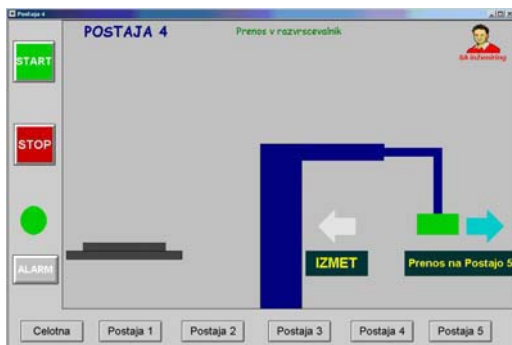 Postaja 4
POSTAJA 4
Prenos v razvrscevalnik
START
STOP
ALARM
IZMET
Prenos na Postajo 5
Celotna
Postaja 1
Postaja 2
Postaja 3
Postaja 4
Postaja 5